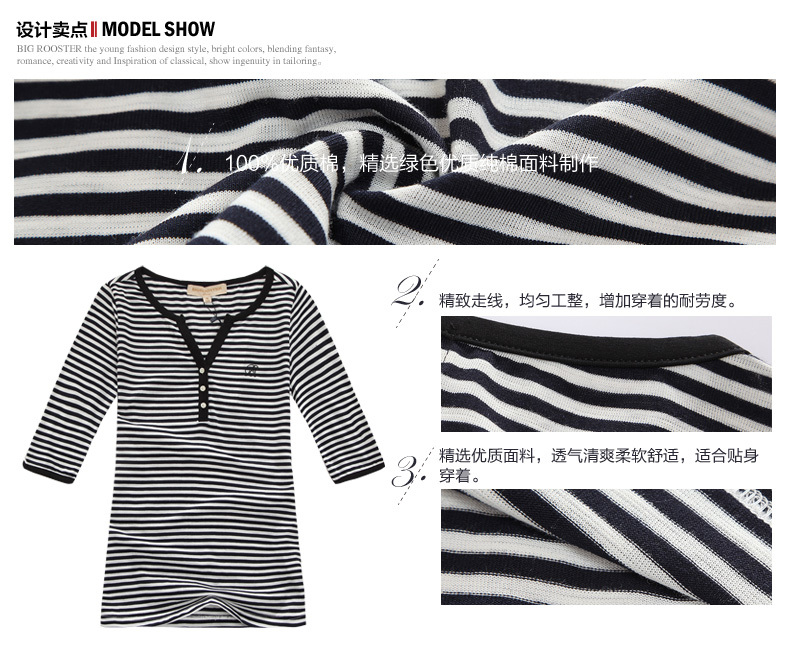 设计卖点 MODEL SHOW
BIG ROOSTER the young fashion design style, bright colors, blending fantasy,
romance, creativity and Inspiration of classical, show ingenuity in tailoring。
1. 100%优质棉，精选绿色优质纯棉面料制作
2. 精致走线，均匀工整，增加穿着的耐劳度。
3. 精选优质面料，透气清爽柔软舒适，适合贴身
穿着。